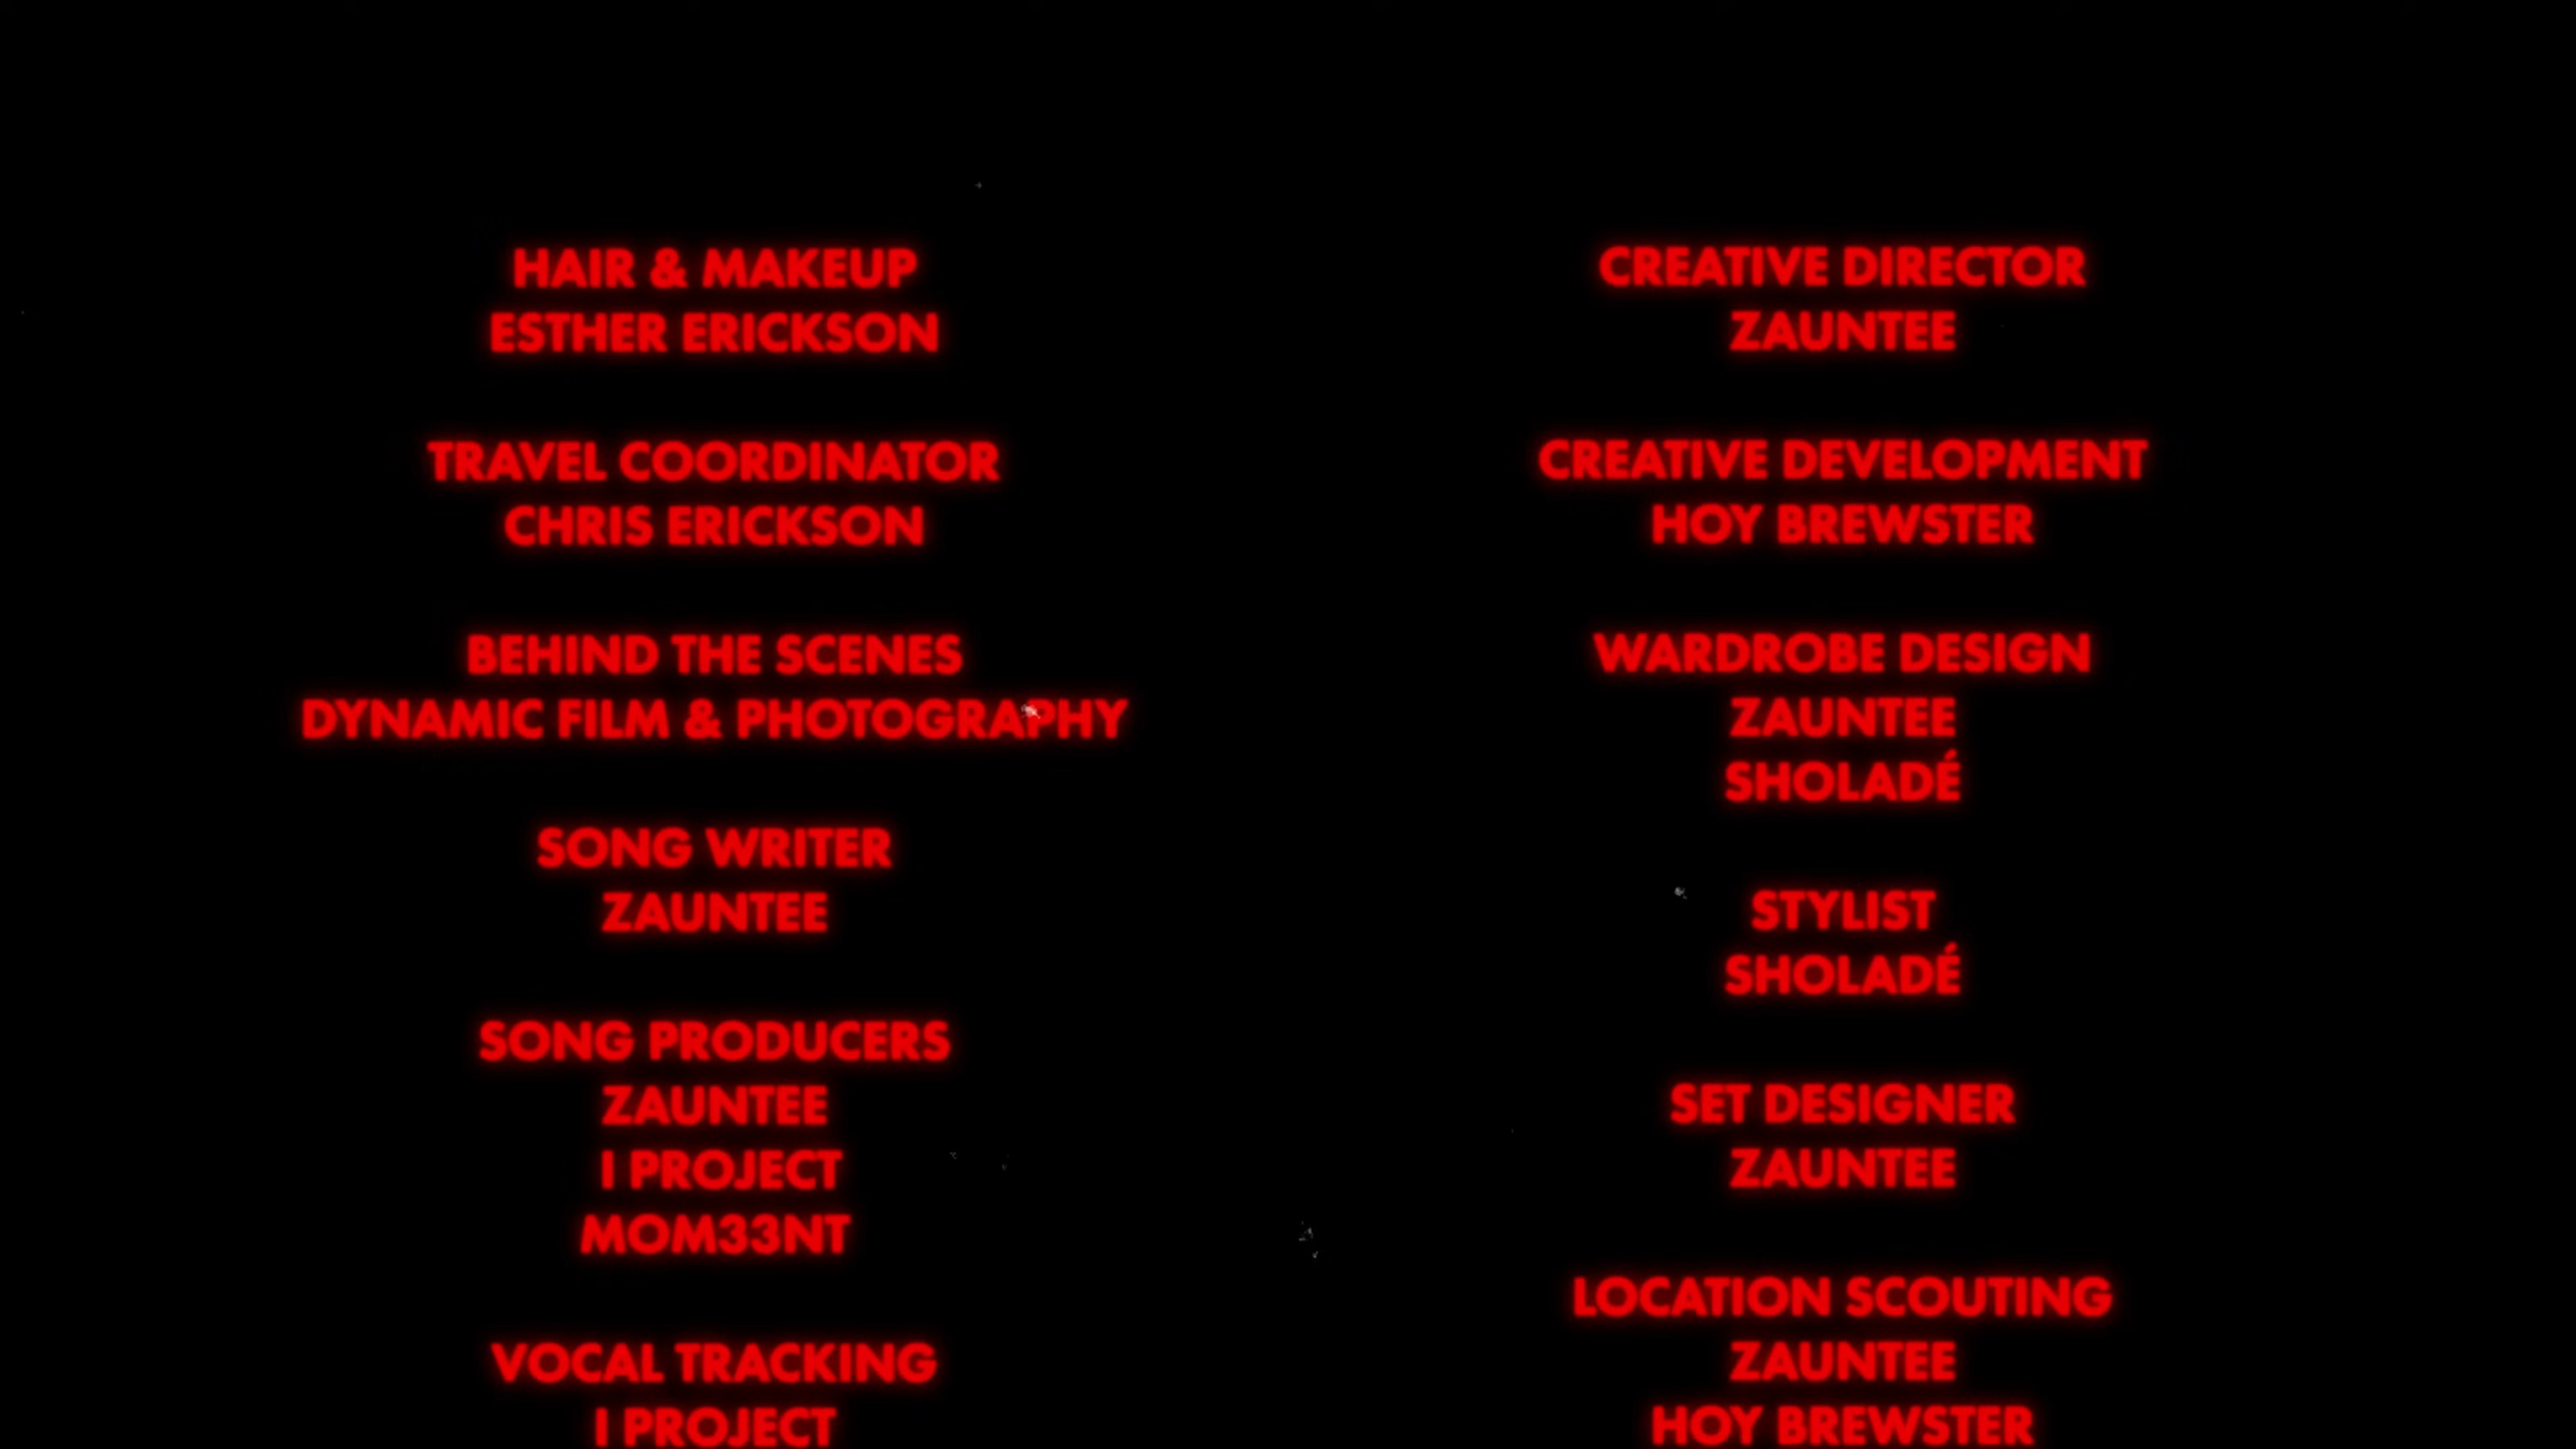 HAIR & MAKEUP
ESTHER ERICKSON
TRAVEL COORDINATOR
CHRIS ERICKSON
BEHIND THE SCENES
DYNAMIC FILM & PHOTOGRAPHY
SONG WRITER
ZAUNTEE
SONG PRODUCERS
ZAUNTEE
I PROJECT
MOM33NT
VOCAL TRACKING
I PROJECT
CREATIVE DIRECTOR
ZAUNTEE
CREATIVE DEVELOPMENT
HOY BREWSTER
WARDROBE DESIGN
ZAUNTEE
SHOLADÉ
STYLIST
SHOLADÉ
SET DESIGNER
ZAUNTEE
LOCATION SCOUTING
ZAUNTEE
HOY BREWSTER